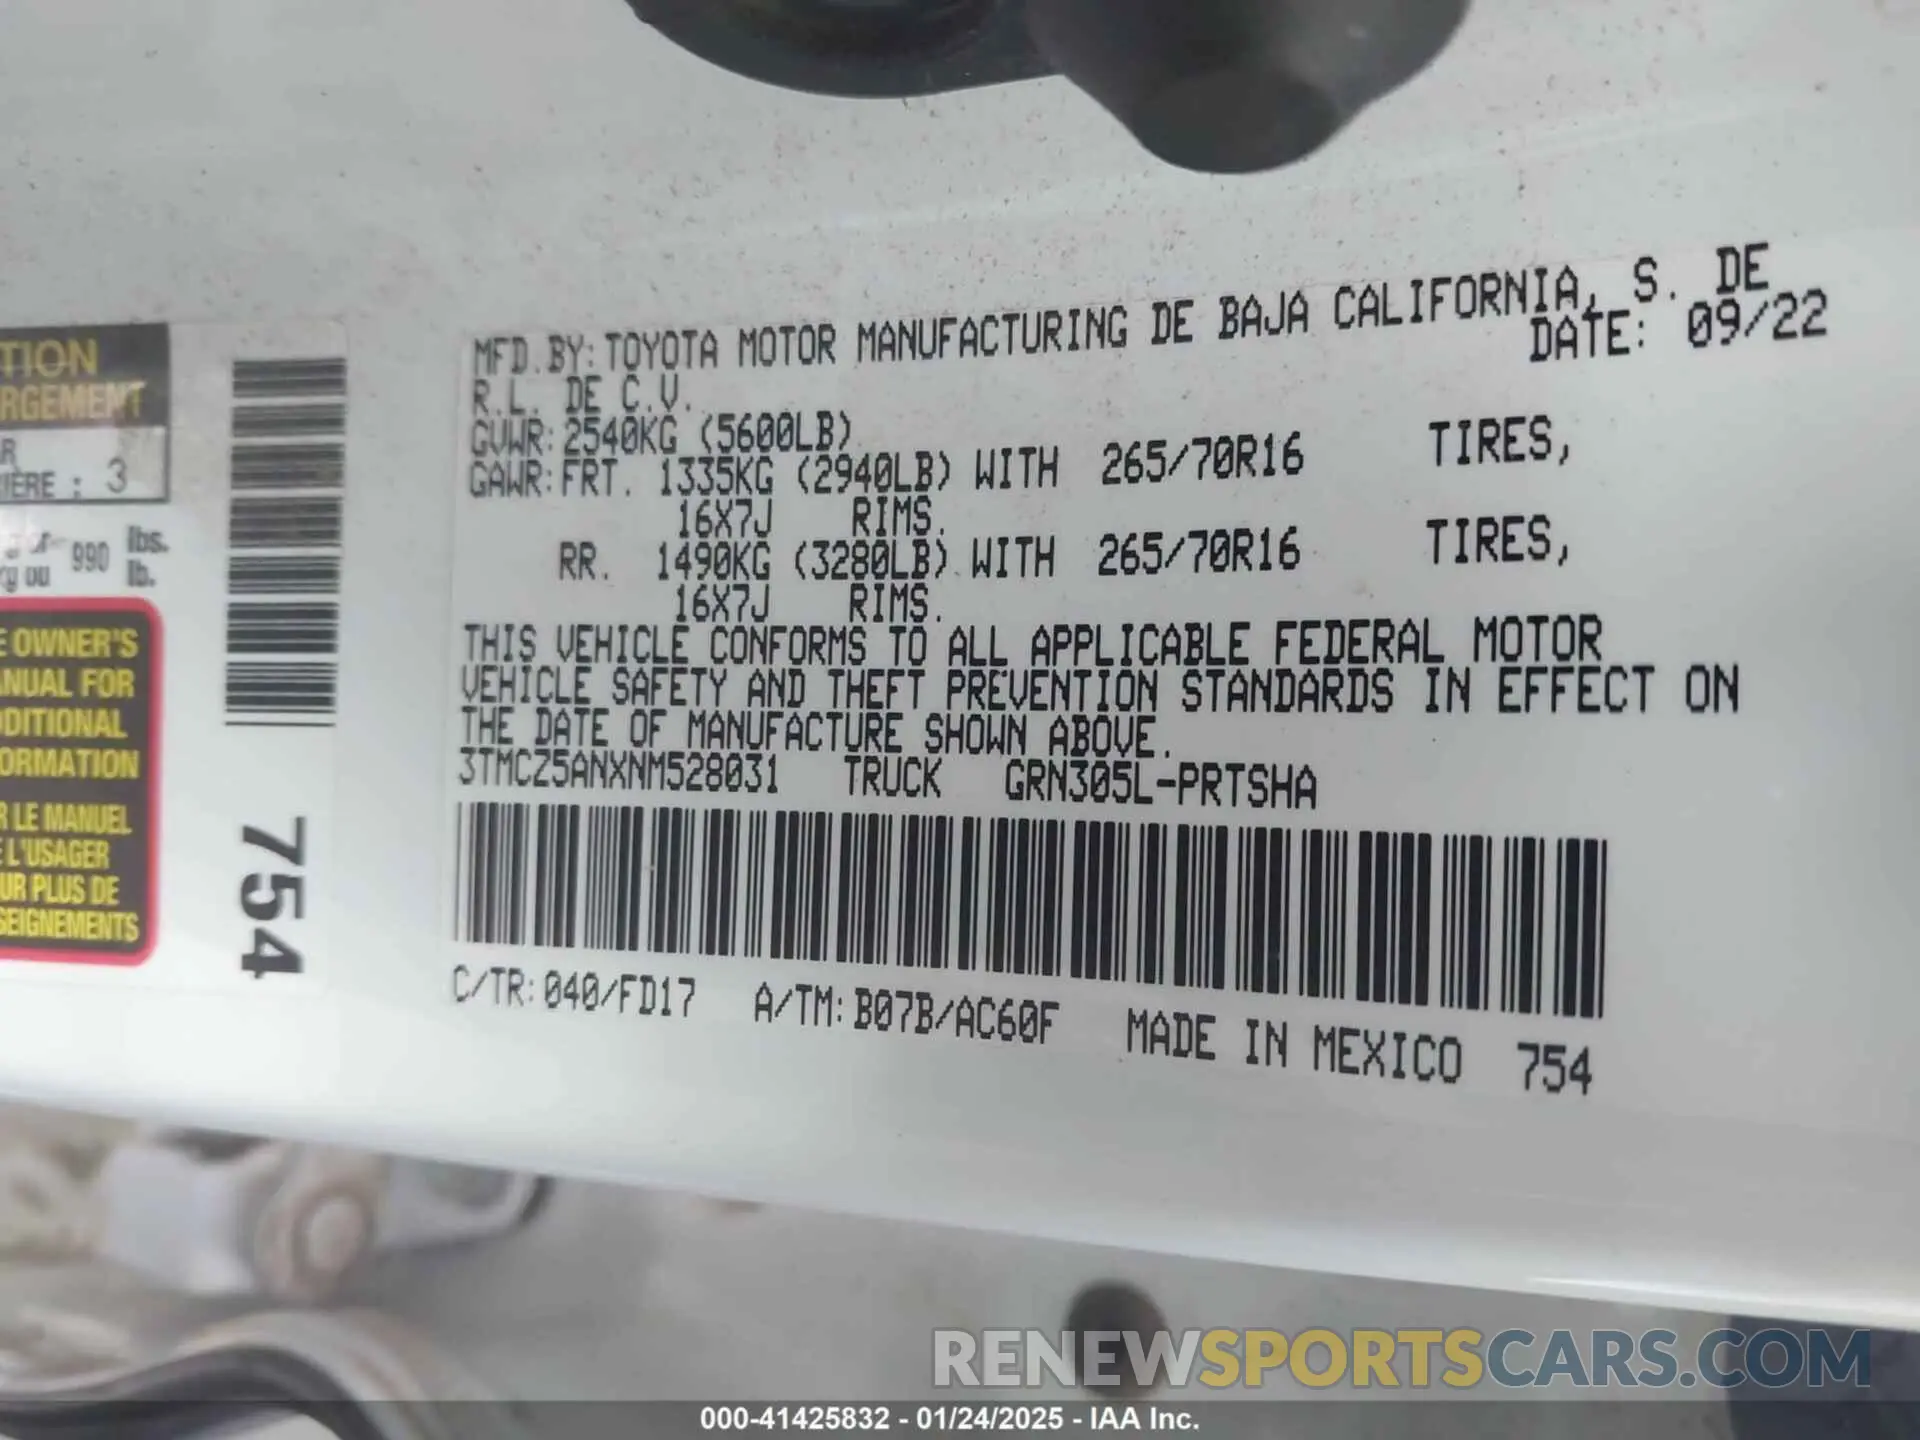 MFD.BY: TOYOTA MOTOR MANUFACTURING DE BAJA CALIFORNIA, S. DE
R.L. DE C.V. DATE: 09/22
GVWR: 2540KG (5600LB)
GAWR: FRT. 1335KG (2940LB) WITH 265/70R16 TIRES,
16X7J RIMS.
RR. 1490KG (3280LB) WITH 265/70R16 TIRES,
16X7J RIMS.
THIS VEHICLE CONFORMS TO ALL APPLICABLE FEDERAL MOTOR
VEHICLE SAFETY AND THEFT PREVENTION STANDARDS IN EFFECT ON
THE DATE OF MANUFACTURE SHOWN ABOVE.
3TMCZ5ANXNM528031 TRUCK GRN305L-PRTSHA
C/TR: 040/FD17 A/TM: B07B/AC60F MADE IN MEXICO 754
TION
RGEMENT
R
IÈRE : 3
990 lbs.
kg ou lb.
E OWNER'S
ANUAL FOR
DDITIONAL
FORMATION
R LE MANUEL
E L'USAGER
UR PLUS DE
SEIGNEMENTS
754
RENEWSPORTSCARS.COM
000-41425832 - 01/24/2025 - IAA Inc.